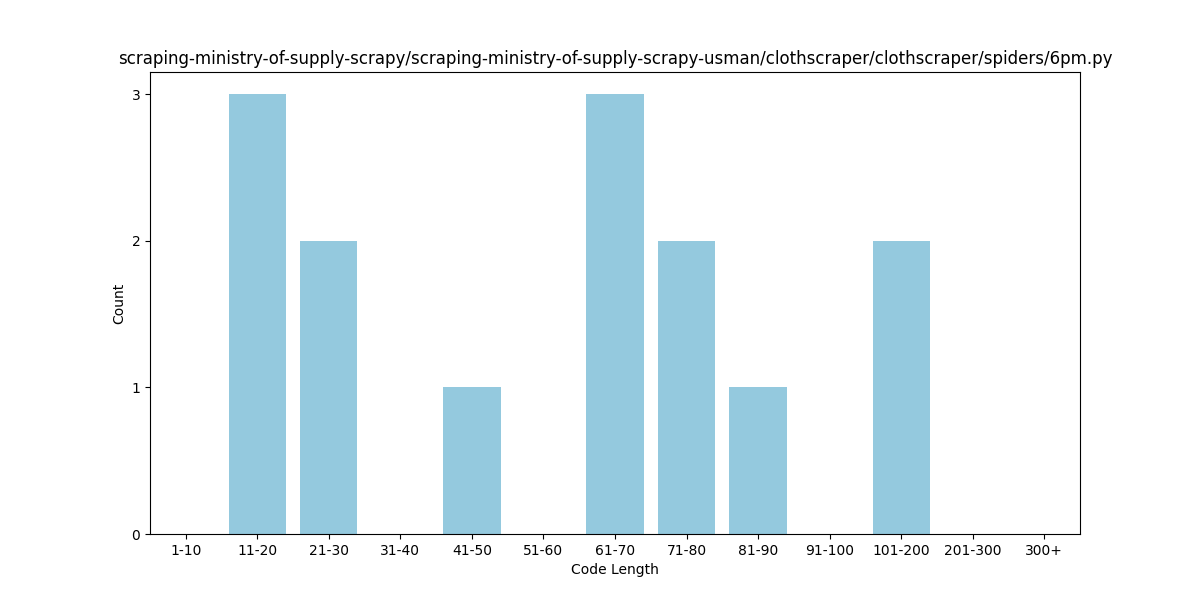 scraping-ministry-of-supply-scrapy/scraping-ministry-of-supply-scrapy-usman/clothscraper/clothscraper/spiders/6pm.py
3
2
1
0
Count
1-10 11-20 21-30 31-40 41-50 51-60 61-70 71-80 81-90 91-100 101-200 201-300 300+
Code Length